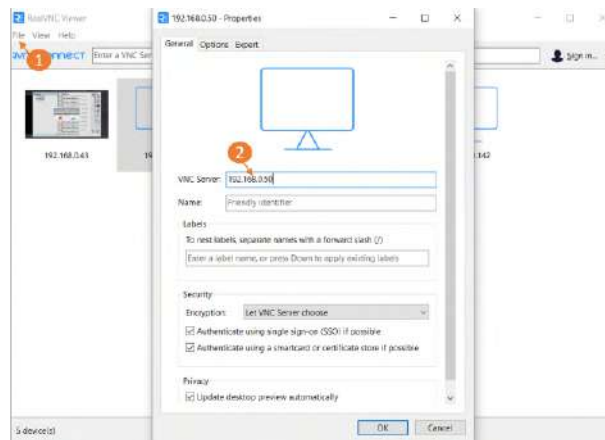 RealVNC Viewer
File View Help
1
CONNECT
Enter a VNC Ser
Sign in...
192.168.0.43
19
.142
5 device(s)
192.168.0.50 - Properties
General Options Expert
2
VNC Server: 192.168.0.50
Name: Friendly identifier
Labels
To nest labels, separate names with a forward slash (/)
Enter a label name, or press Down to apply existing labels
Security
Encryption: Let VNC Server choose
Authenticate using single sign-on (SSO) if possible
Authenticate using a smartcard or certificate store if possible
Privacy
Update desktop preview automatically
OK Cancel